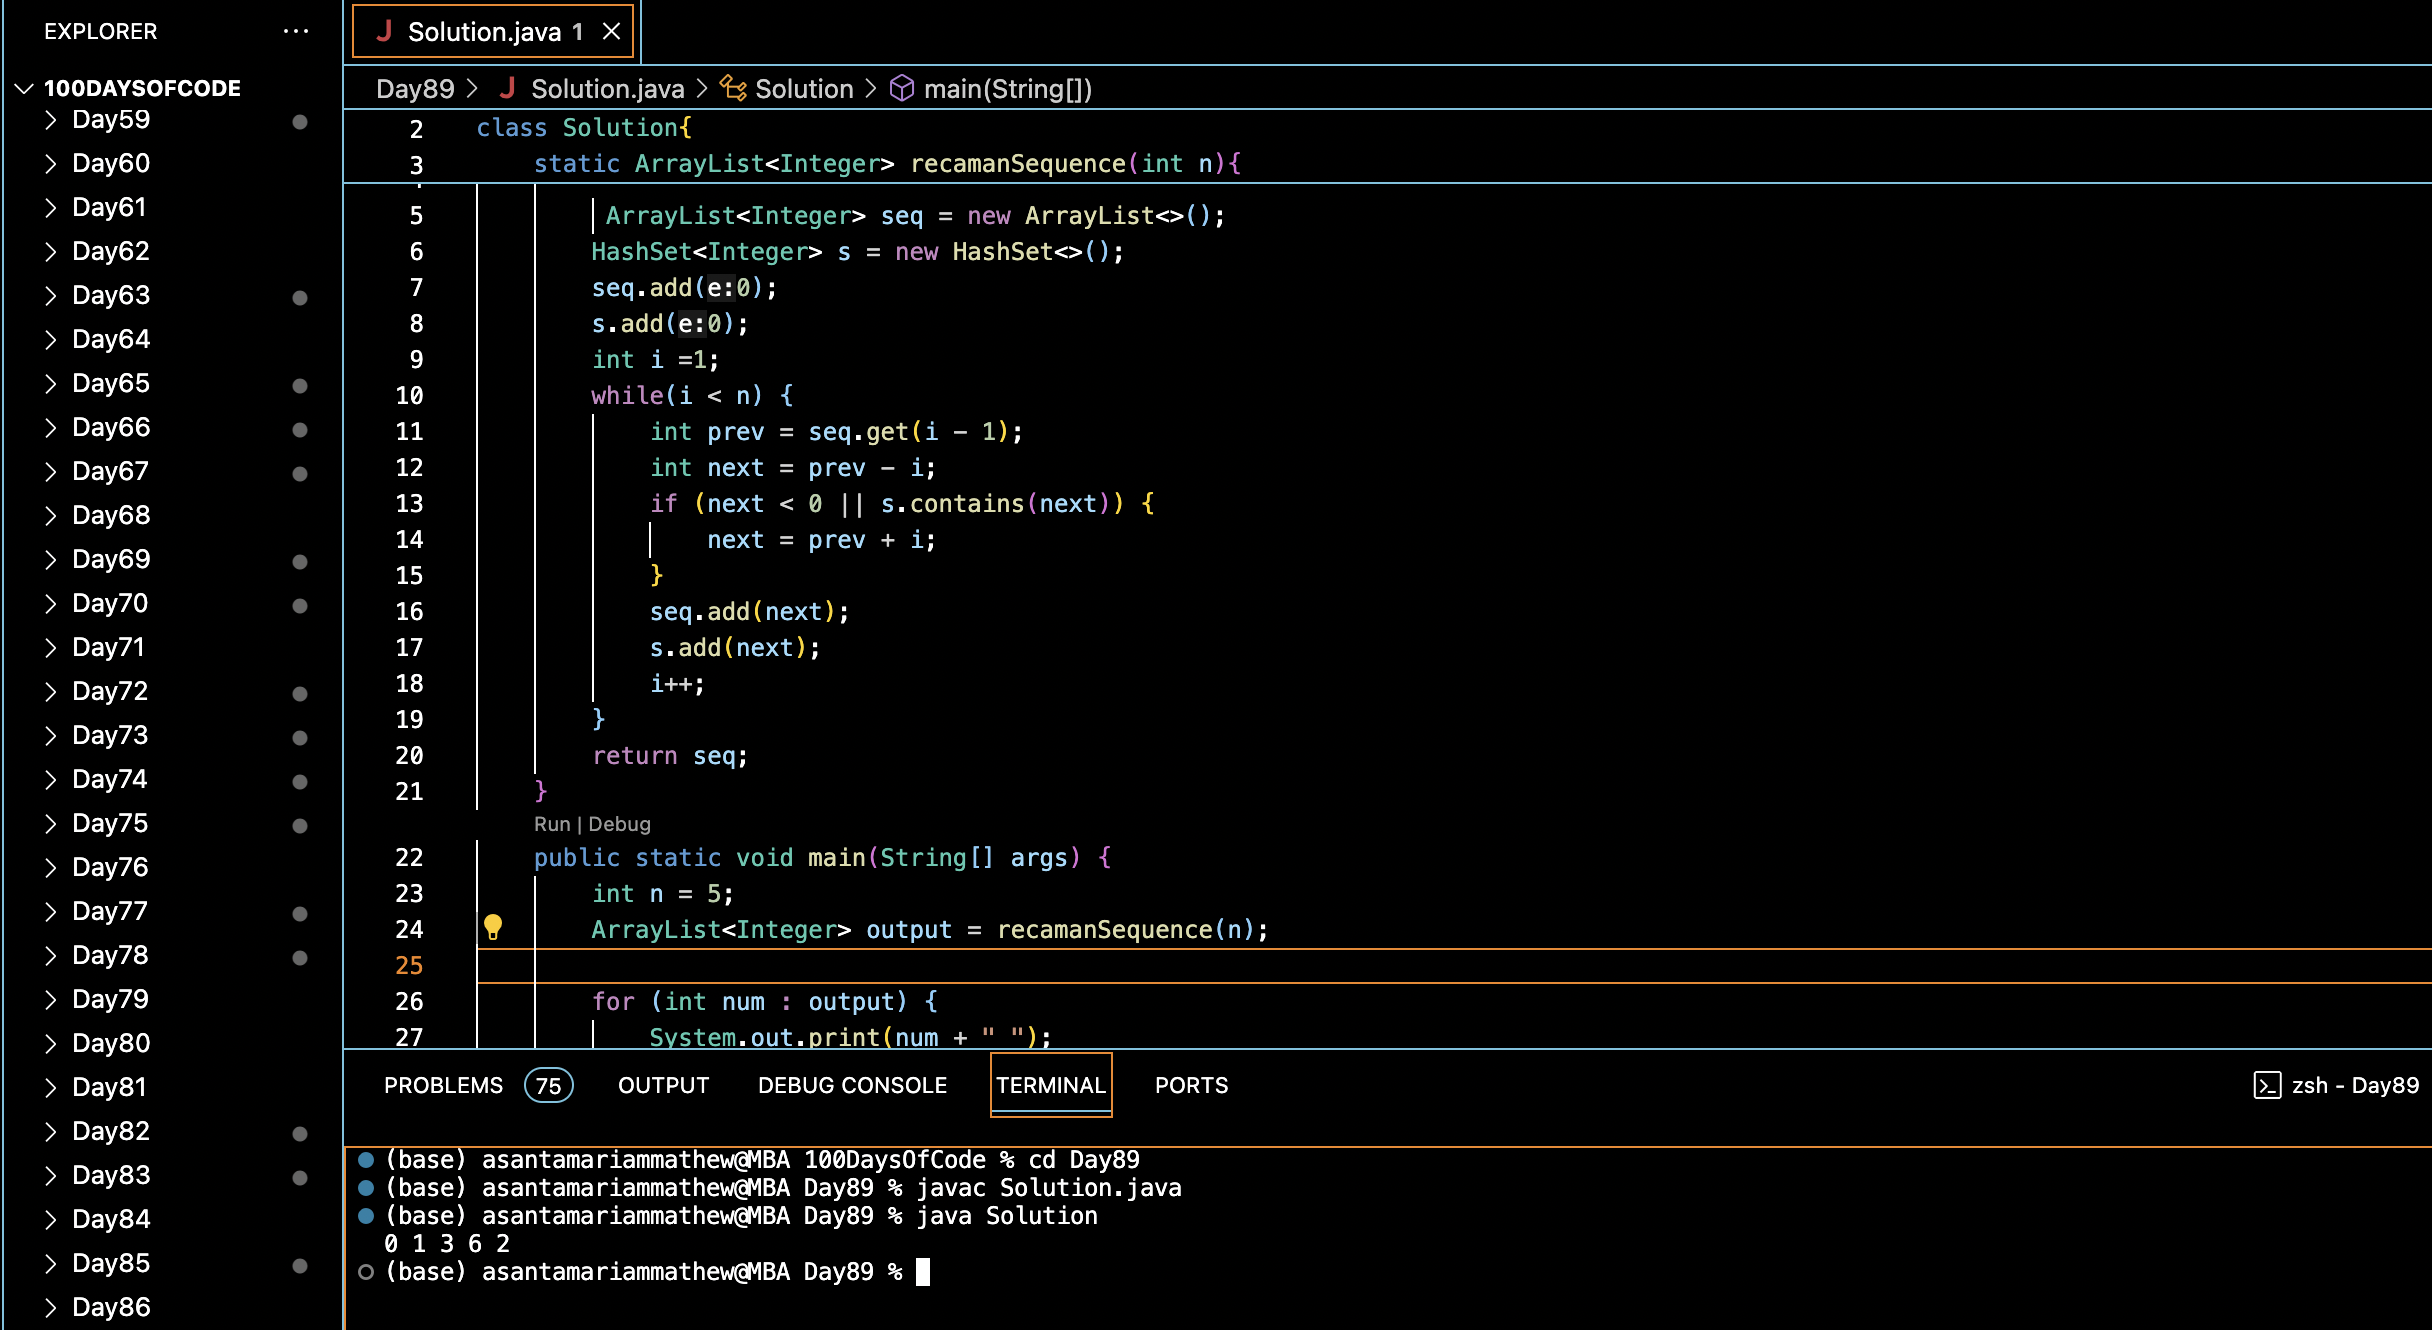 EXPLORER
100DAYSOFCODE
Day59
Day60
Day61
Day62
Day63
Day64
Day65
Day66
Day67
Day68
Day69
Day70
Day71
Day72
Day73
Day74
Day75
Day76
Day77
Day78
Day79
Day80
Day81
Day82
Day83
Day84
Day85
Day86
J Solution.java 1
Day89 > J Solution.java > Solution > main(String[])
2 class Solution{
3     static ArrayList<Integer> recamanSequence(int n){
5          ArrayList<Integer> seq = new ArrayList<>();
6         HashSet<Integer> s = new HashSet<>();
7         seq.add(e:0);
8         s.add(e:0);
9         int i =1;
10         while(i < n) {
11             int prev = seq.get(i - 1);
12             int next = prev - i;
13             if (next < 0 || s.contains(next)) {
14                 next = prev + i;
15             }
16             seq.add(next);
17             s.add(next);
18             i++;
19         }
20         return seq;
21     }
Run | Debug
22     public static void main(String[] args) {
23         int n = 5;
24         ArrayList<Integer> output = recamanSequence(n);
25
26         for (int num : output) {
27             System.out.print(num + " ");
PROBLEMS 75 OUTPUT DEBUG CONSOLE TERMINAL PORTS zsh - Day89
(base) asantamariammathew@MBA 100DaysOfCode % cd Day89
(base) asantamariammathew@MBA Day89 % javac Solution.java
(base) asantamariammathew@MBA Day89 % java Solution
0 1 3 6 2
(base) asantamariammathew@MBA Day89 %